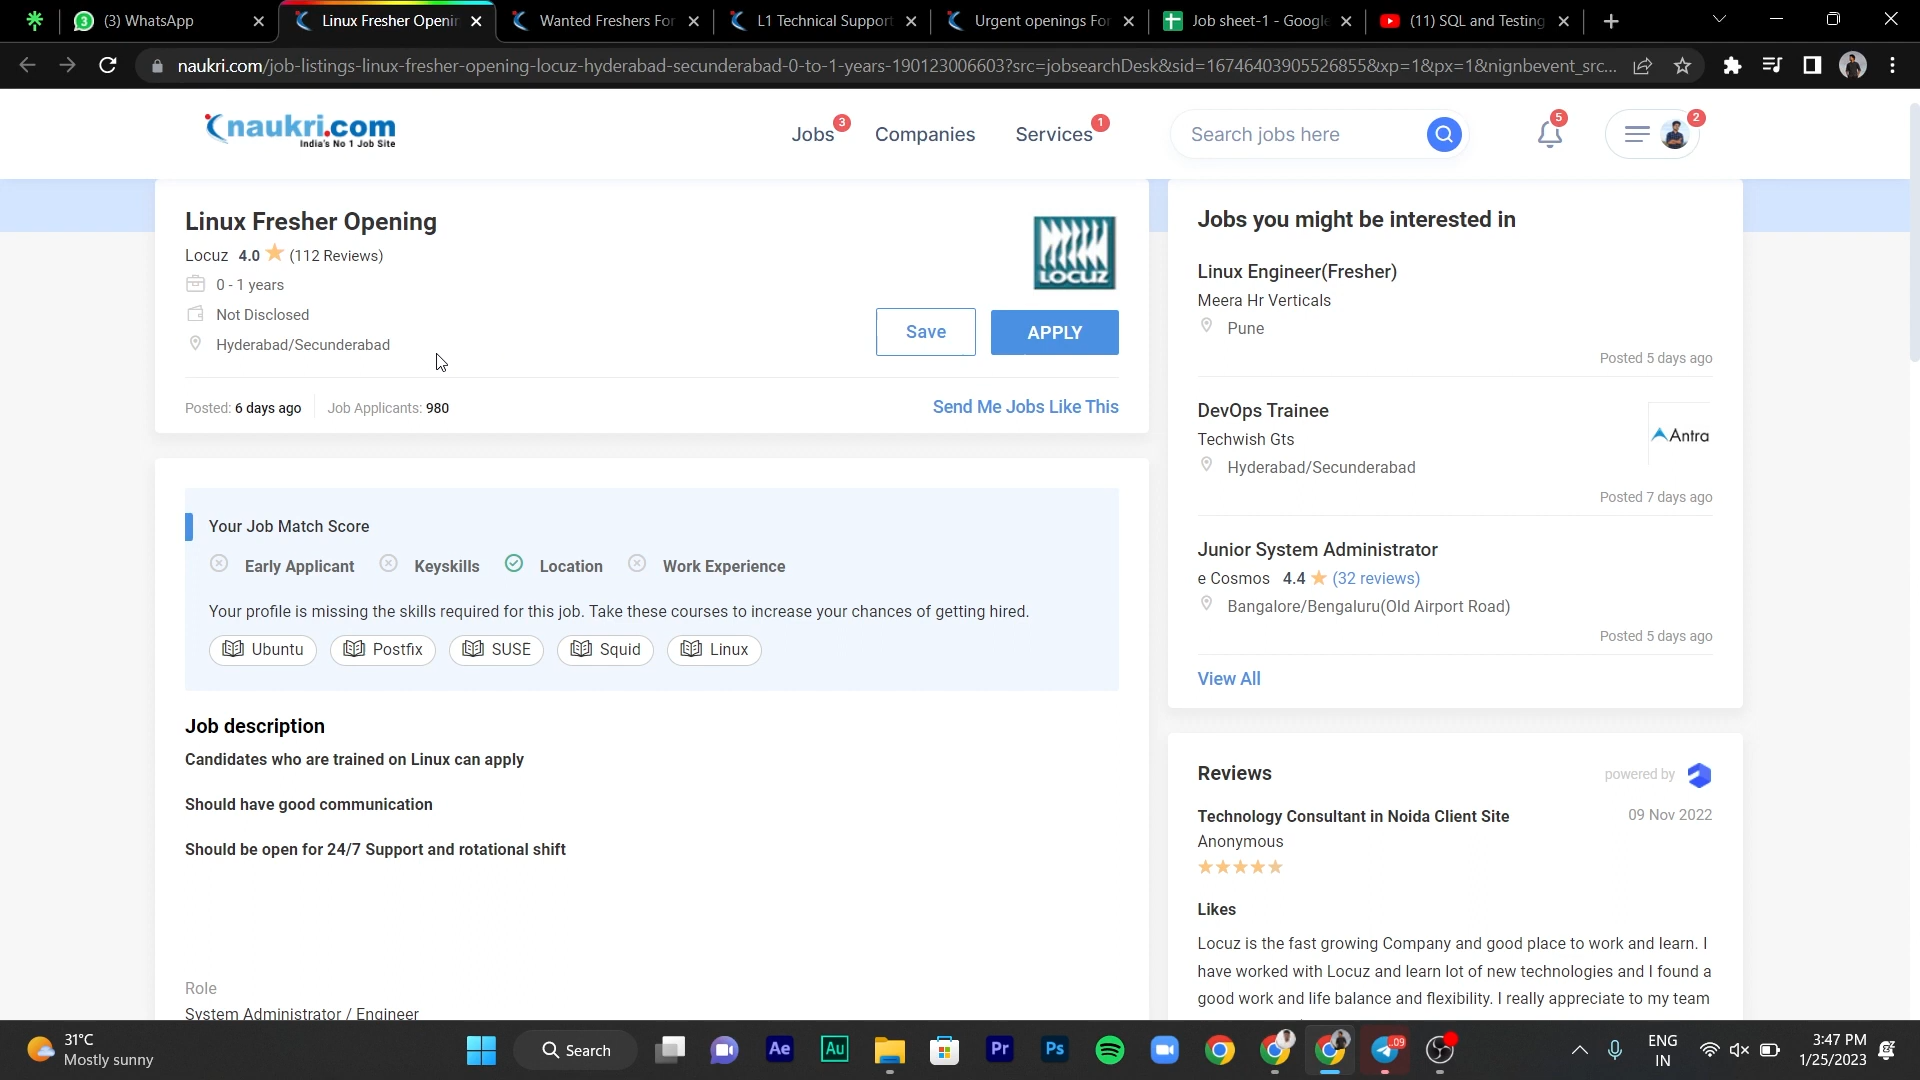 (3) WhatsApp
Linux Fresher Openin
Wanted Freshers For
L1 Technical Support
Urgent openings For
Job sheet-1 - Google
(11) SQL and Testing
naukri.com/job-listings-linux-fresher-opening-locuz-hyderabad-secunderabad-0-to-1-years-190123006603?src=jobsearchDesk&sid=16746403905526855&xp=1&px=1&nignbevent_src...
naukri.com
India's No 1 Job Site
Jobs 3
Companies
Services 1
Search jobs here
5
2
Linux Fresher Opening
Locuz 4.0 (112 Reviews)
0 - 1 years
Not Disclosed
Hyderabad/Secunderabad
LOCUZ
Save
APPLY
Posted: 6 days ago
Job Applicants: 980
Send Me Jobs Like This
Your Job Match Score
Early Applicant
Keyskills
Location
Work Experience
Your profile is missing the skills required for this job. Take these courses to increase your chances of getting hired.
Ubuntu
Postfix
SUSE
Squid
Linux
Job description
Candidates who are trained on Linux can apply
Should have good communication
Should be open for 24/7 Support and rotational shift
Role
System Administrator / Engineer
Jobs you might be interested in
Linux Engineer(Fresher)
Meera Hr Verticals
Pune
Posted 5 days ago
DevOps Trainee
Techwish Gts
Hyderabad/Secunderabad
Antra
Posted 7 days ago
Junior System Administrator
e Cosmos 4.4 (32 reviews)
Bangalore/Bengaluru(Old Airport Road)
Posted 5 days ago
View All
Reviews
powered by
Technology Consultant in Noida Client Site
09 Nov 2022
Anonymous
Likes
Locuz is the fast growing Company and good place to work and learn. I
have worked with Locuz and learn lot of new technologies and I found a
good work and life balance and flexibility. I really appreciate to my team
31°C
Mostly sunny
Search
Ae
Au
Pr
Ps
.09
ENG
IN
3:47 PM
1/25/2023